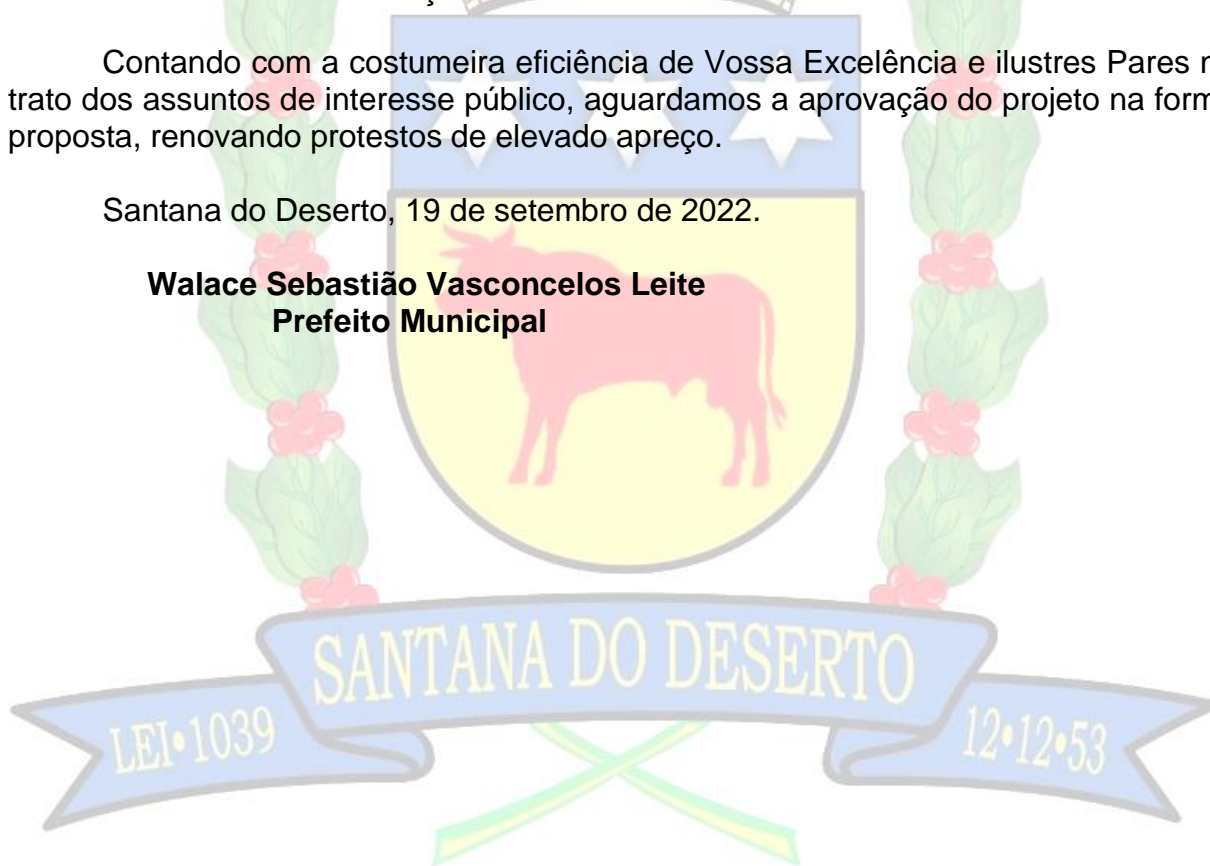 Contando com a costumeira eficiência de Vossa Excelência e ilustres Pares
trato dos assuntos de interesse público, aguardamos a aprovação do projeto na
proposta, renovando protestos de elevado apreço.
Santana do Deserto, 19 de setembro de 2022.
Walace Sebastião Vasconcelos Leite
Prefeito Municipal
SANTANA DO DESERTO
LEI•1039
12•12•53